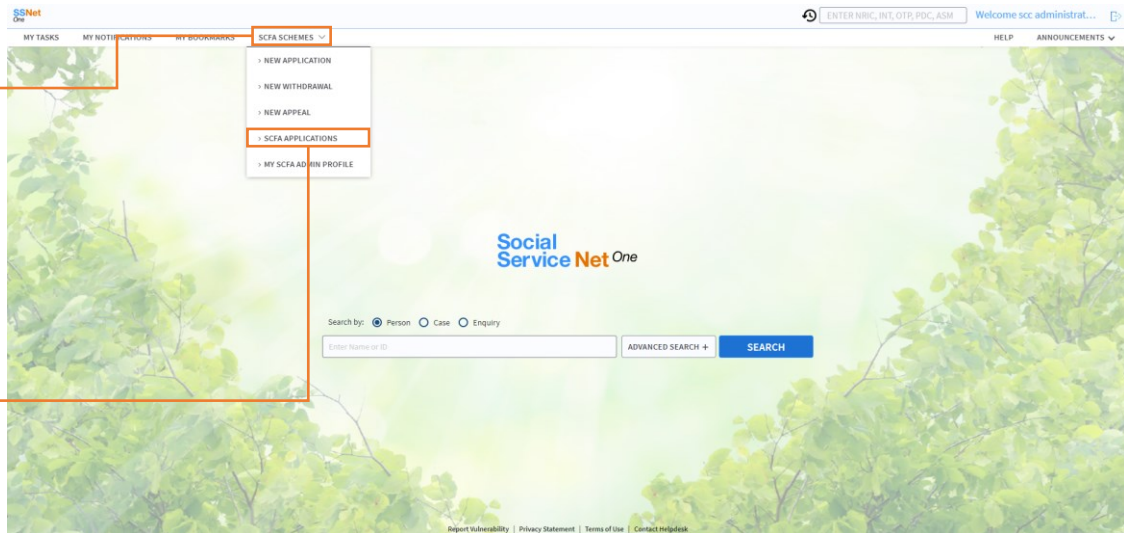 SSNet
One
ENTER NRIC, INT, OTP, PDC, ASM
Welcome scc administrat...
MY TASKS MY NOTIFICATIONS MY BOOKMARKS SCFA SCHEMES HELP ANNOUNCEMENTS
> NEW APPLICATION
> NEW WITHDRAWAL
> NEW APPEAL
> SCFA APPLICATIONS
> MY SCFA ADMIN PROFILE
Social
Service Net One
Search by: Person Case Enquiry
Enter Name or ID ADVANCED SEARCH + SEARCH
Report Vulnerability | Privacy Statement | Terms of Use | Contact Helpdesk